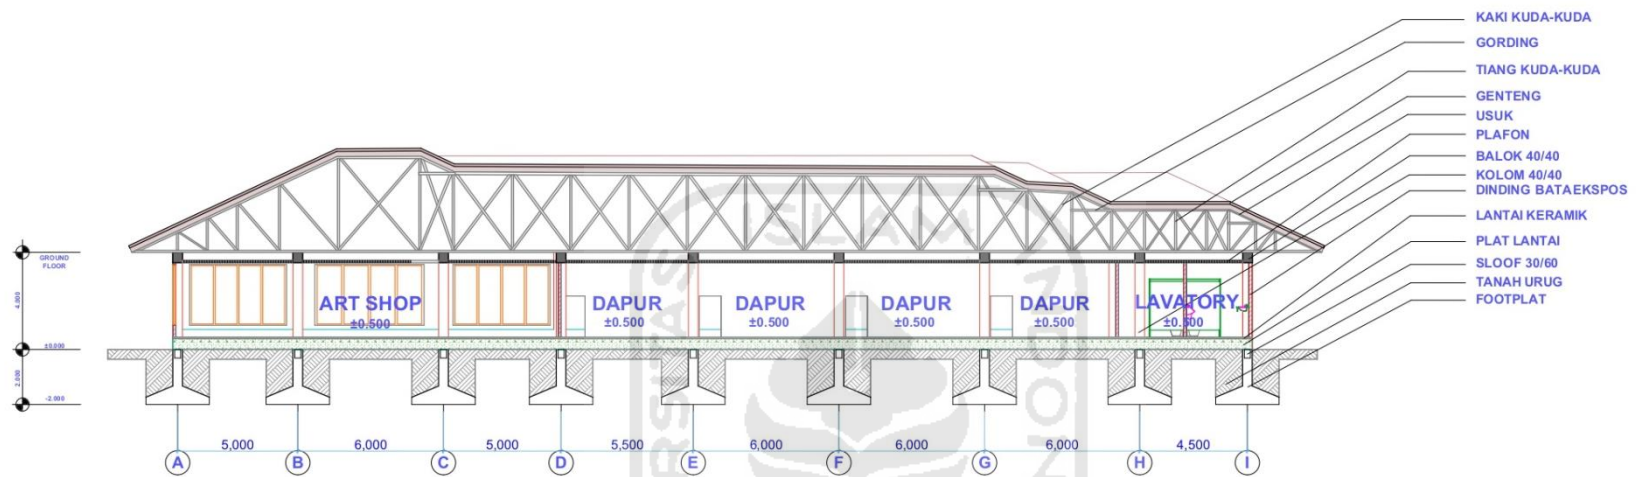 KAKI KUDA-KUDA
GORDING
TIANG KUDA-KUDA
GENTENG
USUK
PLAFON
BALOK 40/40
KOLOM 40/40
DINDING BATAEKSPOS
LANTAI KERAMIK
PLAT LANTAI
SLOOF 30/60
TANAH URUG
FOOTPLAT
GROUND
FLOOR
4.000
±0.000
2.000
-2.000
ART SHOP
±0.500
DAPUR
±0.500
DAPUR
±0.500
DAPUR
±0.500
DAPUR
±0.500
LAVATORY
±0.500
5,000 6,000 5,000 5,500 6,000 6,000 6,000 4,500
A B C D E F G H I
ISLAM